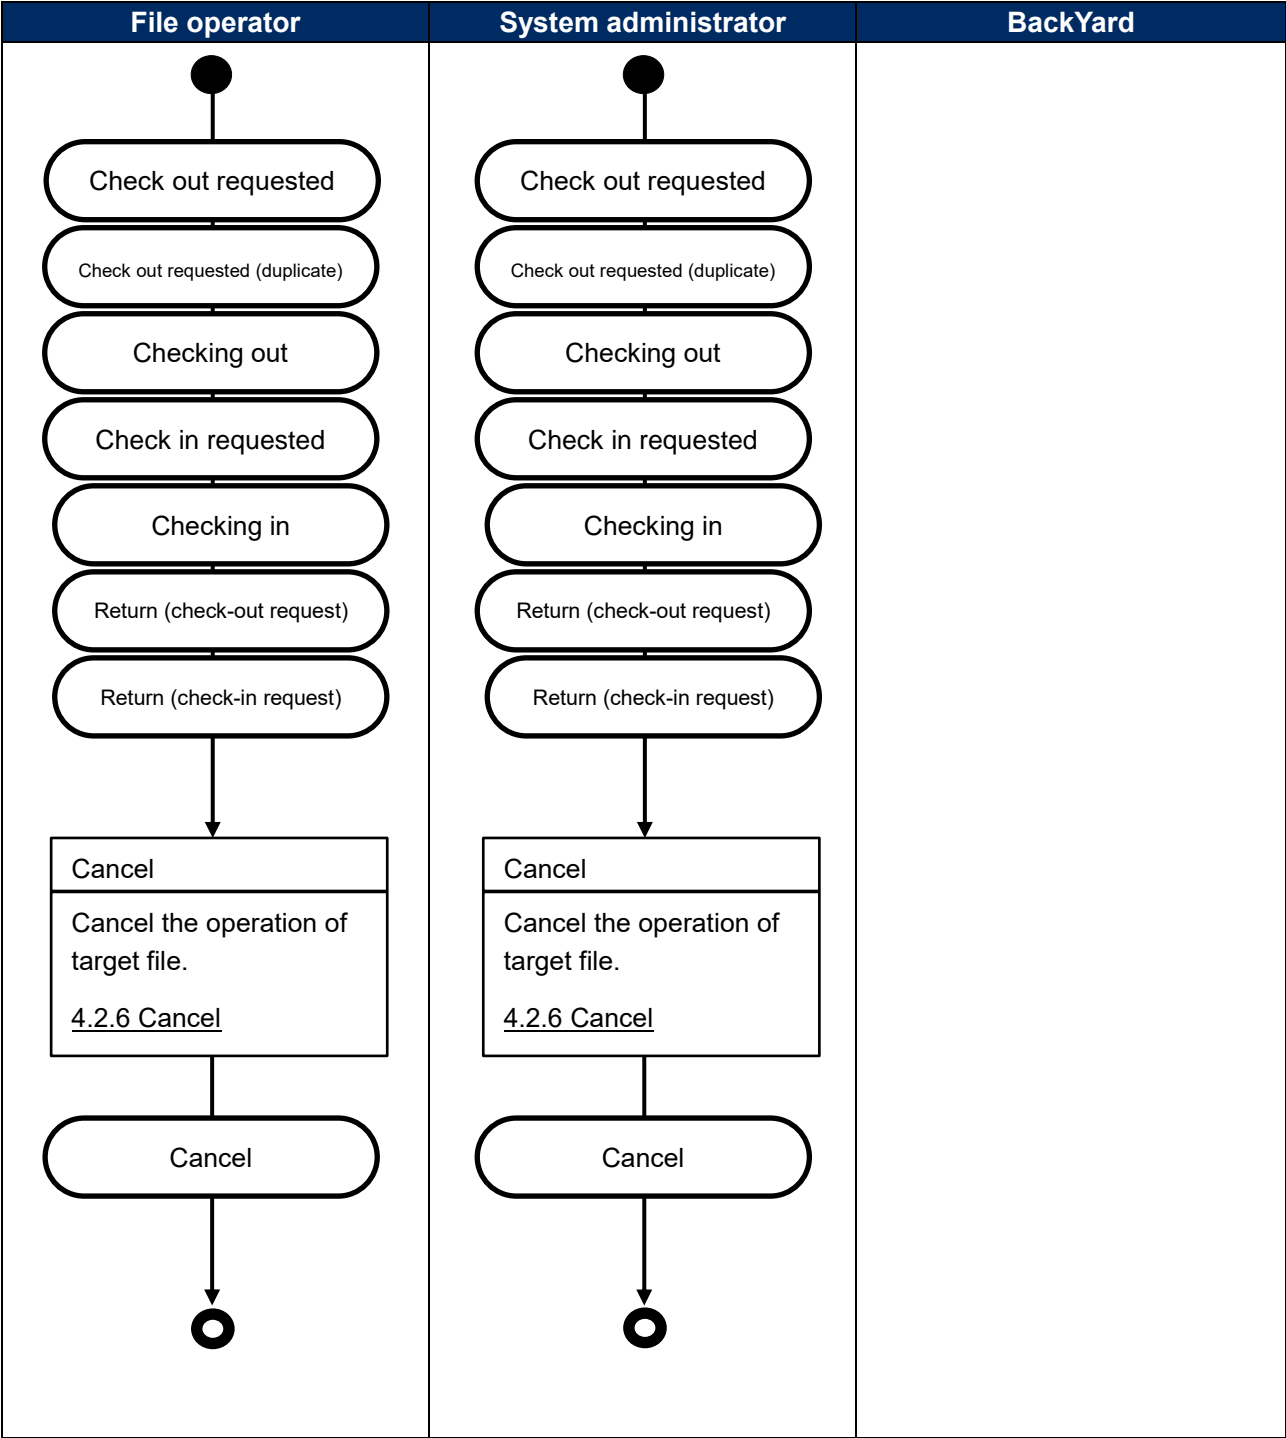 File operator
System administrator
BackYard
Check out requested
Check out requested (duplicate)
Checking out
Check in requested
Checking in
Return (check-out request)
Return (check-in request)
Cancel
Cancel the operation of
target file.
4.2.6 Cancel
Cancel
Check out requested
Check out requested (duplicate)
Checking out
Check in requested
Checking in
Return (check-out request)
Return (check-in request)
Cancel
Cancel the operation of
target file.
4.2.6 Cancel
Cancel